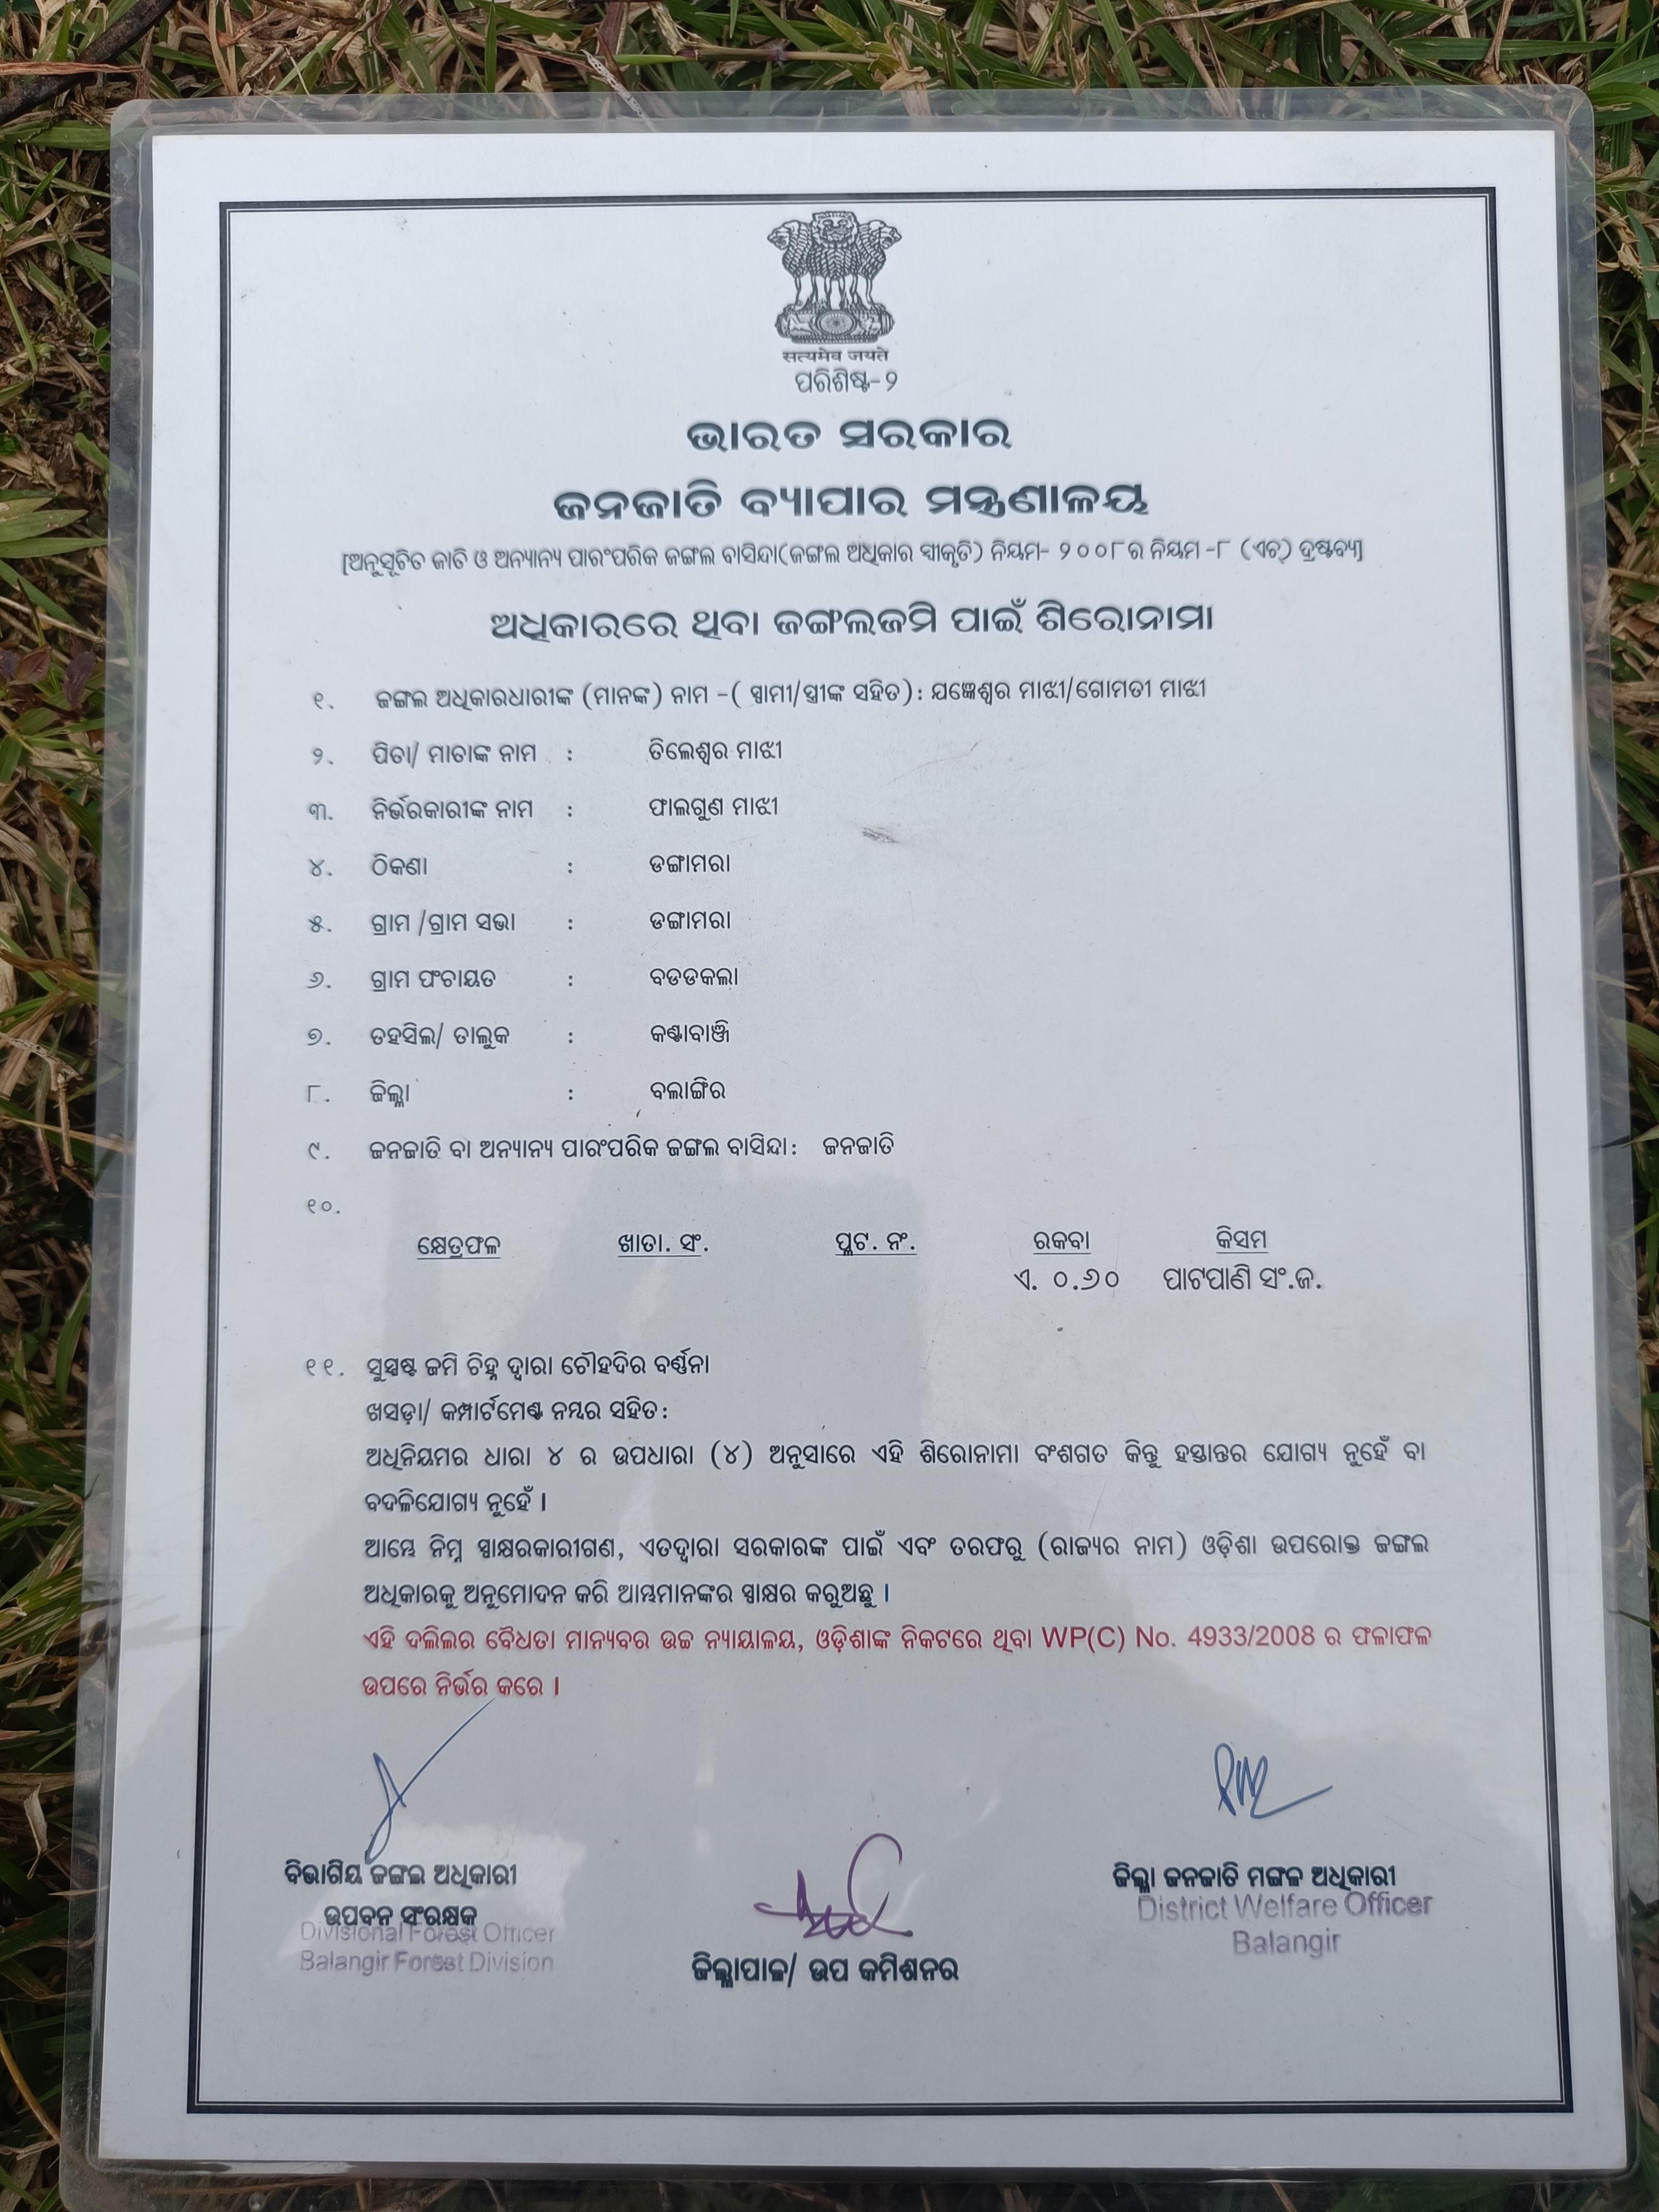 सत्यमेव जयते
ପରିଶିଷ୍ଟ-୨
ଭାରତ ସରକାର
ଜନଜାତି ବ୍ୟାପାର ମନ୍ତ୍ରଣାଳୟ
[ଅନୁସୂଚିତ ଜାତି ଓ ଅନ୍ୟାନ୍ୟ ପାରଂପରିକ ଜଙ୍ଗଲ ବାସିନ୍ଦା(ଜଙ୍ଗଲ ଅଧିକାର ସ୍ୱୀକୃତି) ନିୟମ- ୨୦୦୮ର ନିୟମ -୮ (ଏଚ୍) ଦ୍ରଷ୍ଟବ୍ୟ]
ଅଧିକାରରେ ଥିବା ଜଙ୍ଗଲଜମି ପାଇଁ ଶିରୋନାମା
୧. ଜଙ୍ଗଲ ଅଧିକାରଧାରୀଙ୍କ (ମାନଙ୍କ) ନାମ -( ସ୍ୱାମୀ/ସ୍ତ୍ରୀଙ୍କ ସହିତ): ଯଜ୍ଞେଶ୍ୱର ମାଝୀ/ଗୋମତୀ ମାଝୀ
୨. ପିତା/ ମାତାଙ୍କ ନାମ : ତିଲେଶ୍ୱର ମାଝୀ
୩. ନିର୍ଭରକାରୀଙ୍କ ନାମ : ଫାଲଗୁଣ ମାଝୀ
୪. ଠିକଣା : ଡଙ୍ଗାମରା
୫. ଗ୍ରାମ /ଗ୍ରାମ ସଭା : ଡଙ୍ଗାମରା
୬. ଗ୍ରାମ ପଂଚାୟତ : ବଡଡକଲା
୭. ତହସିଲ/ ତାଲୁକ : କଣ୍ଟାବାଞ୍ଜି
୮. ଜିଲ୍ଲା : ବଲାଙ୍ଗିର
୯. ଜନଜାତି ବା ଅନ୍ୟାନ୍ୟ ପାରଂପରିକ ଜଙ୍ଗଲ ବାସିନ୍ଦା: ଜନଜାତି
୧୦.
କ୍ଷେତ୍ରଫଳ ଖାତା. ସଂ. ପ୍ଲଟ. ନଂ. ରକବା କିସମ
ଏ. ୦.୬୦ ପାଟପାଣି ସଂ.ଜ.
୧୧. ସୁସ୍ପଷ୍ଟ ଜମି ଚିହ୍ନ ଦ୍ୱାରା ଚୌହଦିର ବର୍ଣ୍ଣନା
ଖସଡ଼ା/ କମ୍ପାର୍ଟମେଣ୍ଟ ନମ୍ବର ସହିତ:
ଅଧିନିୟମର ଧାରା ୪ ର ଉପଧାରା (୪) ଅନୁସାରେ ଏହି ଶିରୋନାମା ବଂଶଗତ କିନ୍ତୁ ହସ୍ତାନ୍ତର ଯୋଗ୍ୟ ନୁହେଁ ବା
ବଦଳିଯୋଗ୍ୟ ନୁହେଁ ।
ଆମ୍ଭେ ନିମ୍ନ ସ୍ୱାକ୍ଷରକାରୀଗଣ, ଏତଦ୍ୱାରା ସରକାରଙ୍କ ପାଇଁ ଏବଂ ତରଫରୁ (ରାଜ୍ୟର ନାମ) ଓଡ଼ିଶା ଉପରୋକ୍ତ ଜଙ୍ଗଲ
ଅଧିକାରକୁ ଅନୁମୋଦନ କରି ଆମ୍ଭମାନଙ୍କର ସ୍ୱାକ୍ଷର କରୁଅଛୁ ।
ଏହି ଦଲିଲର ବୈଧତା ମାନ୍ୟବର ଉଚ୍ଚ ନ୍ୟାୟାଳୟ, ଓଡ଼ିଶାଙ୍କ ନିକଟରେ ଥିବା WP(C) No. 4933/2008 ର ଫଳାଫଳ
ଉପରେ ନିର୍ଭର କରେ ।
ବିଭାଗିୟ ଜଙ୍ଗଲ ଅଧିକାରୀ
ଉପବନ ସଂରକ୍ଷକ
Divisional Forest Officer
Balangir Forest Division
ଜିଲ୍ଲାପାଳ/ ଉପ କମିଶନର
ଜିଲ୍ଲା ଜନଜାତି ମଙ୍ଗଳ ଅଧିକାରୀ
District Welfare Officer
Balangir